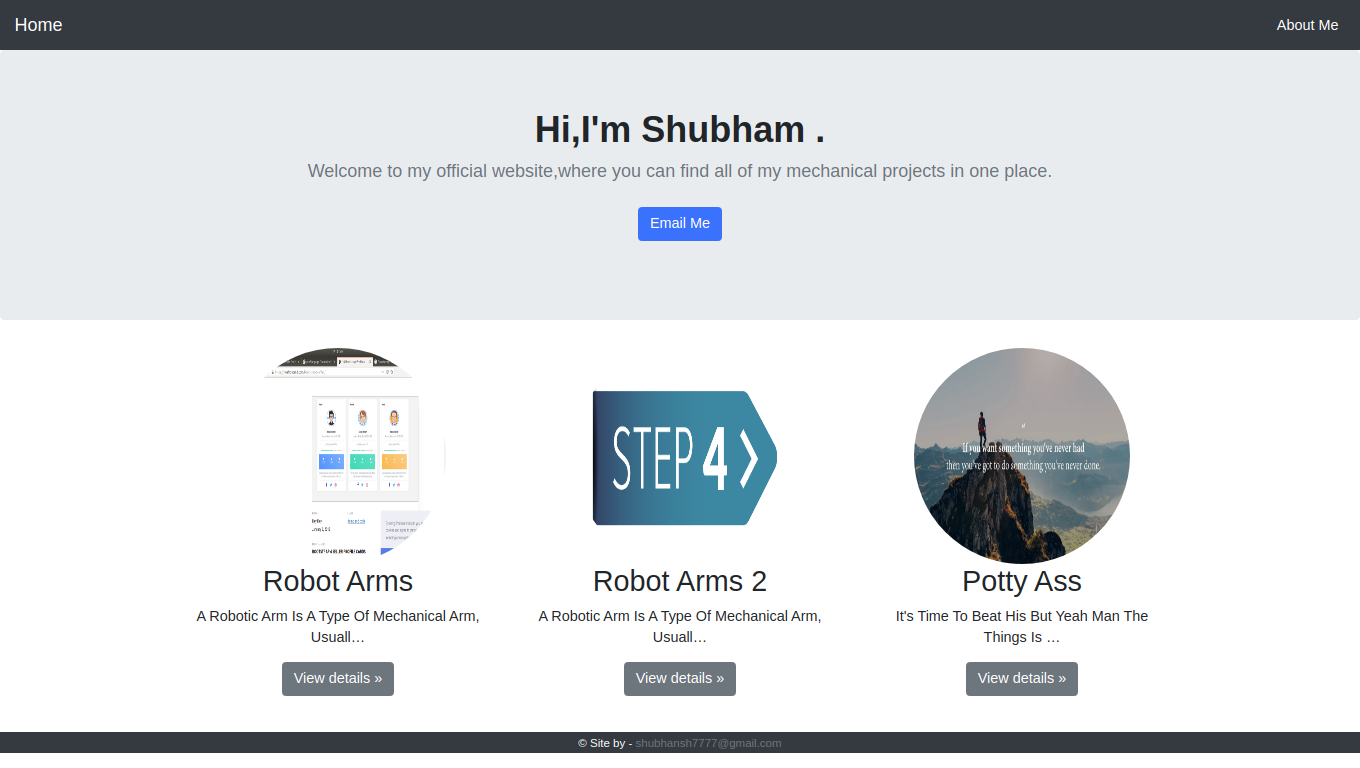 Home
About Me
Hi,I'm Shubham .
Welcome to my official website,where you can find all of my mechanical projects in one place.
Email Me
STEP 4
If you want something you've never had
then you've got to do something you've never done.
Robot Arms
Robot Arms 2
Potty Ass
A Robotic Arm Is A Type Of Mechanical Arm,
Usuall…
A Robotic Arm Is A Type Of Mechanical Arm,
Usuall…
It's Time To Beat His But Yeah Man The
Things Is …
View details »
View details »
View details »
© Site by - shubhansh7777@gmail.com